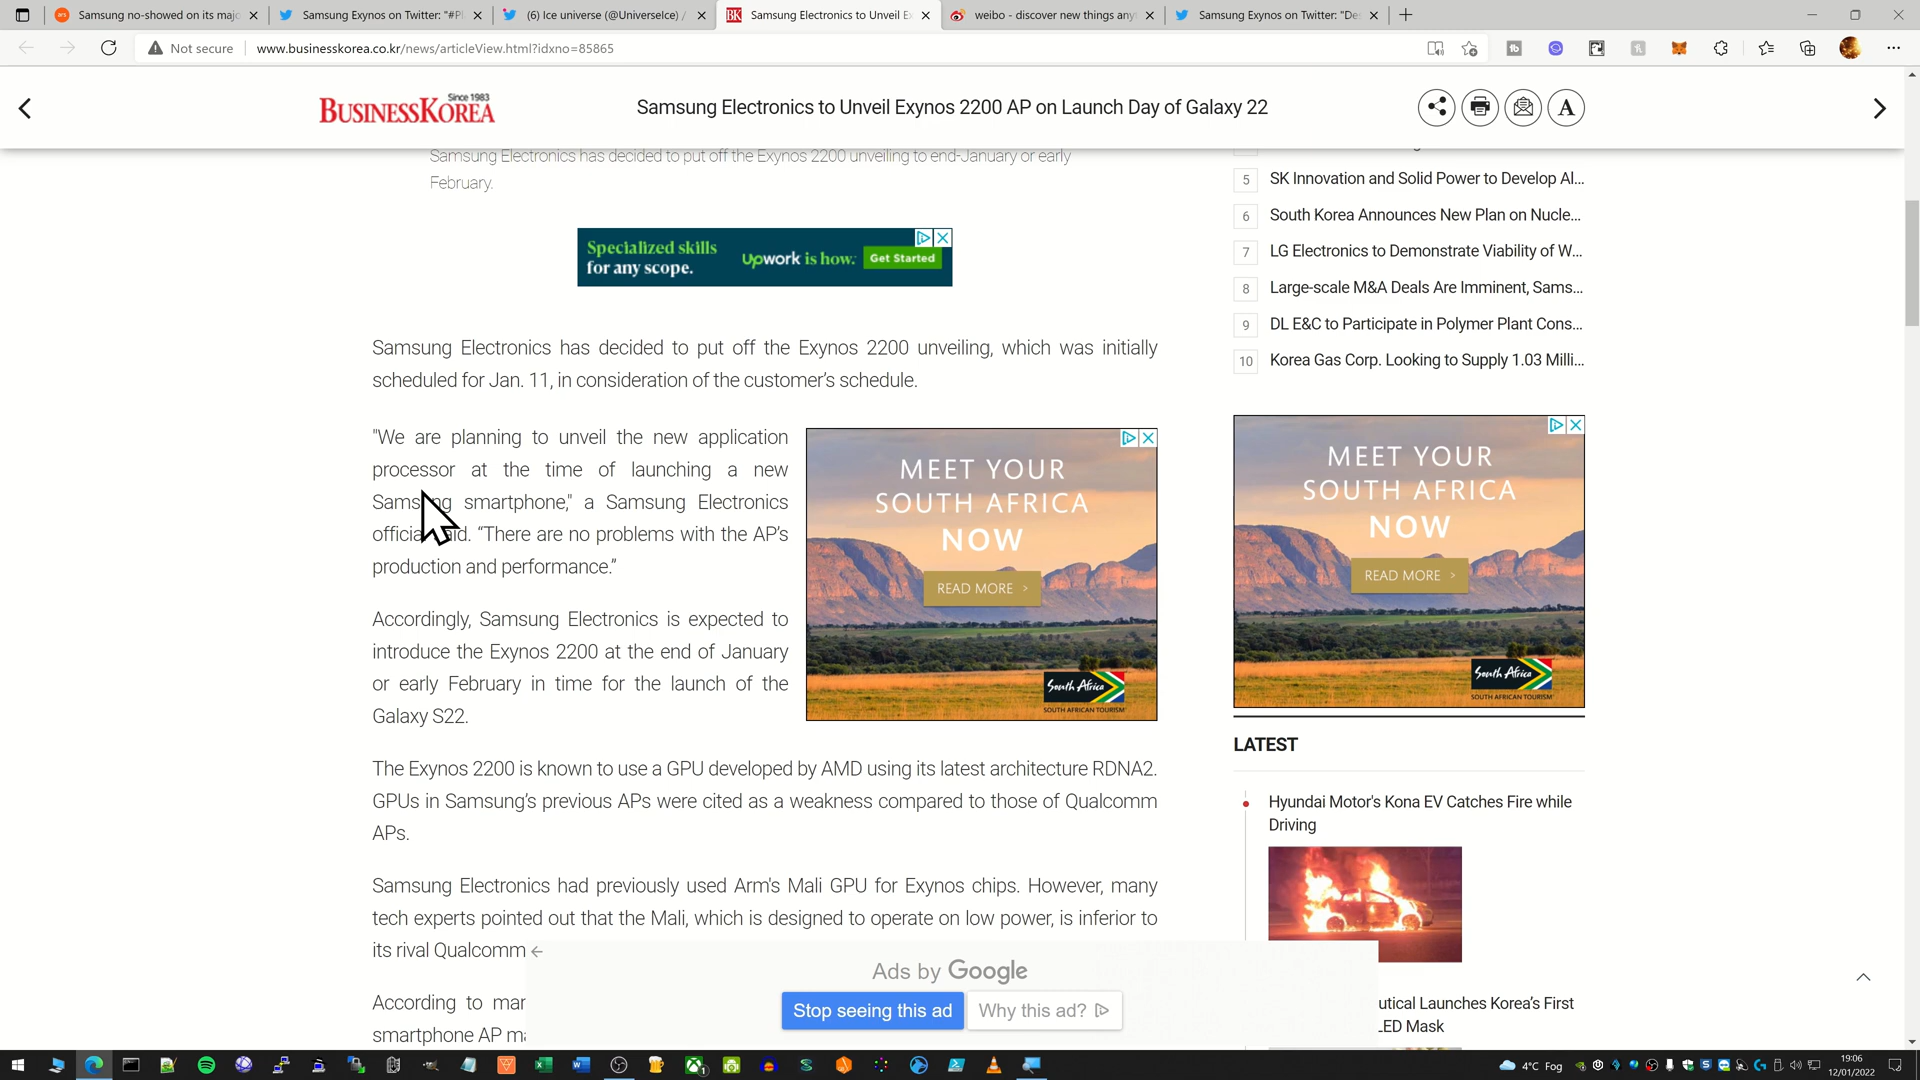 Samsung no-showed on its majo
Samsung Exynos on Twitter: "#Pl
(6) Ice universe (@UniverseIce) /
Samsung Electronics to Unveil Ex
weibo - discover new things any
Samsung Exynos on Twitter: "De
Not secure
www.businesskorea.co.kr/news/articleView.html?idxno=85865
Since 1983
BUSINESSKOREA
Samsung Electronics to Unveil Exynos 2200 AP on Launch Day of Galaxy 22
A
Samsung Electronics has decided to put off the Exynos 2200 unveiling to end-January or early
February.
Specialized skills
for any scope.
Upwork is how.
Get Started
Samsung Electronics has decided to put off the Exynos 2200 unveiling, which was initially
scheduled for Jan. 11, in consideration of the customer's schedule.
"We are planning to unveil the new application
processor at the time of launching a new
Samsung smartphone," a Samsung Electronics
official said. “There are no problems with the AP’s
production and performance.”
Accordingly, Samsung Electronics is expected to
introduce the Exynos 2200 at the end of January
or early February in time for the launch of the
Galaxy S22.
MEET YOUR
SOUTH AFRICA
NOW
READ MORE >
South Africa
SOUTH AFRICAN TOURISM
The Exynos 2200 is known to use a GPU developed by AMD using its latest architecture RDNA2.
GPUs in Samsung’s previous APs were cited as a weakness compared to those of Qualcomm
APs.
Samsung Electronics had previously used Arm's Mali GPU for Exynos chips. However, many
tech experts pointed out that the Mali, which is designed to operate on low power, is inferior to
its rival Qualcomm
According to mar
smartphone AP ma
Ads by Google
Stop seeing this ad
Why this ad?
5 SK Innovation and Solid Power to Develop Al...
6 South Korea Announces New Plan on Nucle...
7 LG Electronics to Demonstrate Viability of W...
8 Large-scale M&A Deals Are Imminent, Sams...
9 DL E&C to Participate in Polymer Plant Cons...
10 Korea Gas Corp. Looking to Supply 1.03 Milli...
MEET YOUR
SOUTH AFRICA
NOW
READ MORE >
South Africa
SOUTH AFRICAN TOURISM
LATEST
Hyundai Motor's Kona EV Catches Fire while
Driving
utical Launches Korea’s First
LED Mask
4°C Fog
19:06
12/01/2022